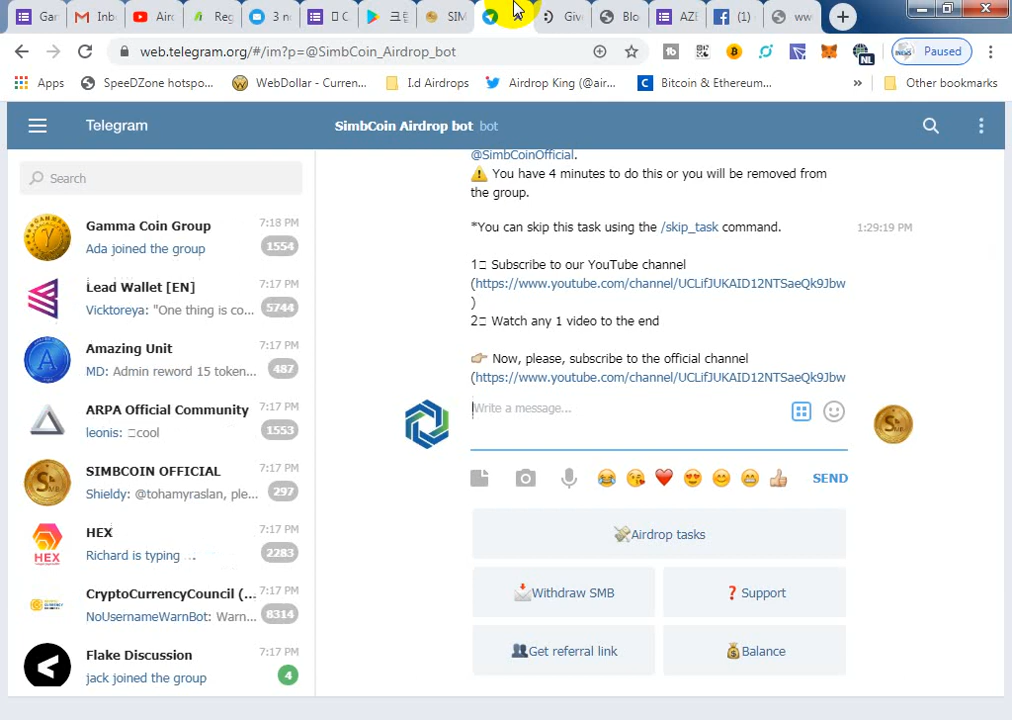 Gar
Inb
Airc
Reg
3 n
크립
SIM
Give
Blo
AZE
(1)
ww
web.telegram.org/#/im?p=@SimbCoin_Airdrop_bot
NL
Paused
Apps
SpeeDZone hotspo...
WebDollar - Curren...
I.d Airdrops
Airdrop King (@air...
Bitcoin & Ethereum...
»
Other bookmarks
Telegram
SimbCoin Airdrop bot bot
Search
Gamma Coin Group 7:18 PM
Ada joined the group 1554
Lead Wallet [EN] 7:17 PM
Vicktoreya: "One thing is co... 5744
Amazing Unit 7:17 PM
MD: Admin reword 15 token... 487
ARPA Official Community 7:17 PM
leonis: cool 1553
SIMBCOIN OFFICIAL 7:17 PM
Shieldy: @tohamyraslan, ple... 297
HEX 7:17 PM
Richard is typing ... 2283
CryptoCurrencyCouncil (... 7:17 PM
NoUsernameWarnBot: Warn... 8314
Flake Discussion 7:17 PM
jack joined the group 4
@SimbCoinOfficial.
⚠️ You have 4 minutes to do this or you will be removed from
the group.
*You can skip this task using the /skip_task command. 1:29:19 PM
1 Subscribe to our YouTube channel
(https://www.youtube.com/channel/UCLifJUKAID12NTSaeQk9Jbw
)
2 Watch any 1 video to the end
👉 Now, please, subscribe to the official channel
(https://www.youtube.com/channel/UCLifJUKAID12NTSaeQk9Jbw
Write a message...
SEND
💸Airdrop tasks
📩Withdraw SMB
❓Support
👥Get referral link
💰Balance